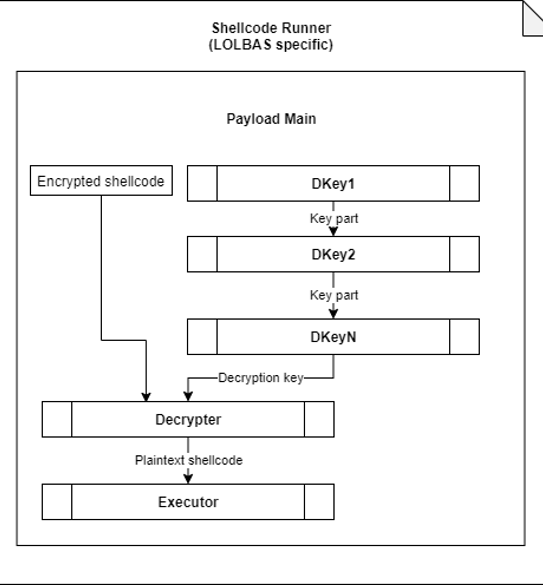 Shellcode Runner
(LOLBAS specific)
Payload Main
Encrypted shellcode
DKey1
Key part
DKey2
Key part
DKeyN
Decryption key
Decrypter
Plaintext shellcode
Executor